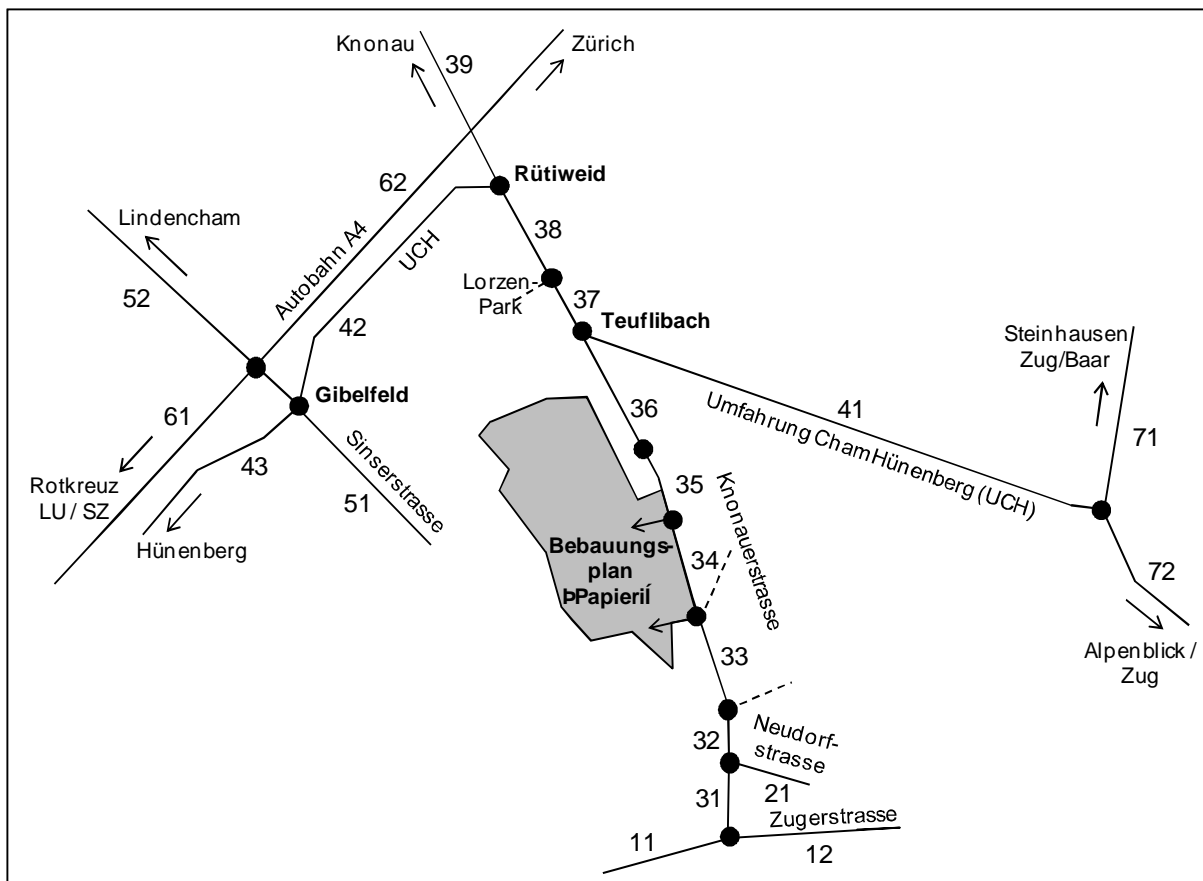 Knonau
39
Zürich
Rütiweid
62
38
Lindencham
Autobahn A4
UCH
Lorzen-
Park
37
Teuflibach
52
42
Steinhausen
Zug/Baar
Gibelfeld
36
41
Umfahrung Cham Hünenberg (UCH)
71
61
43
Sinserstrasse
51
Rotkreuz
LU / SZ
Hünenberg
35
Knonauerstrasse
Bebauungs-
plan
ÞPapieriÍ
34
72
Alpenblick /
Zug
33
Neudorf-
strasse
32
21
31
Zugerstrasse
11
12